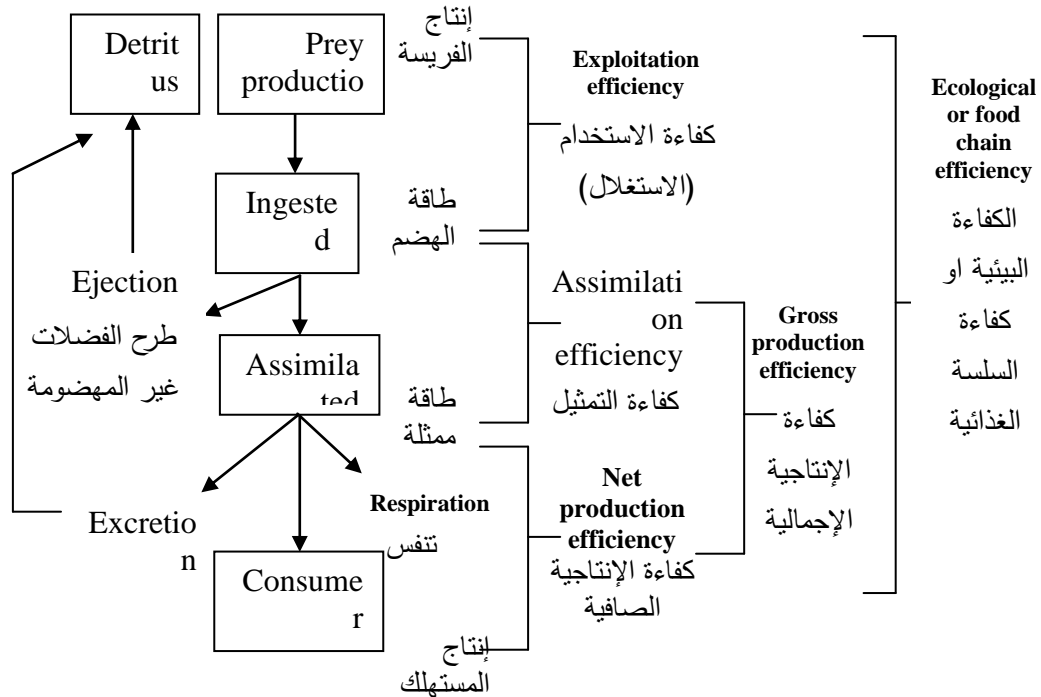 Detrit
us
Prey
productio
إنتاج
الفريسة
Exploitation
efficiency
كفاءة الاستخدام
(الاستغلال)
Ecological
or food
chain
efficiency
الكفاءة
البيئية او
كفاءة
السلسة
الغذائية
Ingeste
d
طاقة
الهضم
Ejection
طرح الفضلات
غير المهضومة
Assimilati
on
efficiency
كفاءة التمثيل
Gross
production
efficiency
كفاءة
الإنتاجية
الإجمالية
Assimila
ted
طاقة
ممثلة
Excretio
n
Respiration
تنفس
Net
production
efficiency
كفاءة الإنتاجية
الصافية
Consume
r
إنتاج
المستهلك